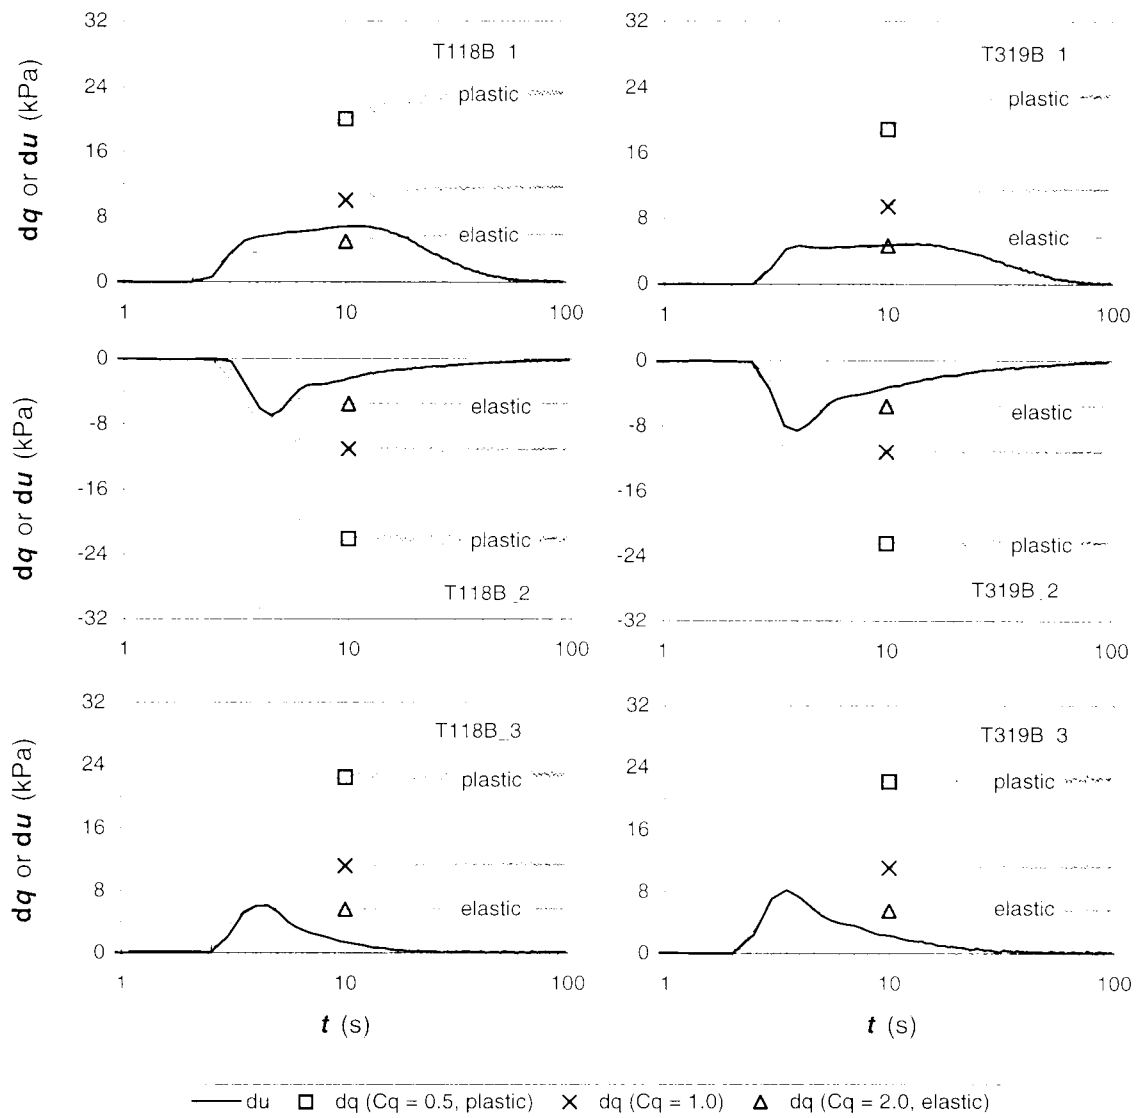 32
T118B_1
24
plastic
16
8
elastic
0
1
10
100
dq or du (kPa)
32
T319B 1
24
plastic
16
8
elastic
0
1
10
100
0
elastic
-8
-16
plastic
-24
T118B_2
-32
1
10
100
dq or du (kPa)
0
elastic
-8
-16
plastic
-24
T319B_2
-32
1
10
100
32
T118B_3
24
plastic
16
8
elastic
0
1
10
100
dq or du (kPa)
t (s)
32
T319B 3
24
plastic
16
8
elastic
0
1
10
100
t (s)
du dq (Cq = 0.5, plastic) dq (Cq = 1.0) dq (Cq = 2.0, elastic)